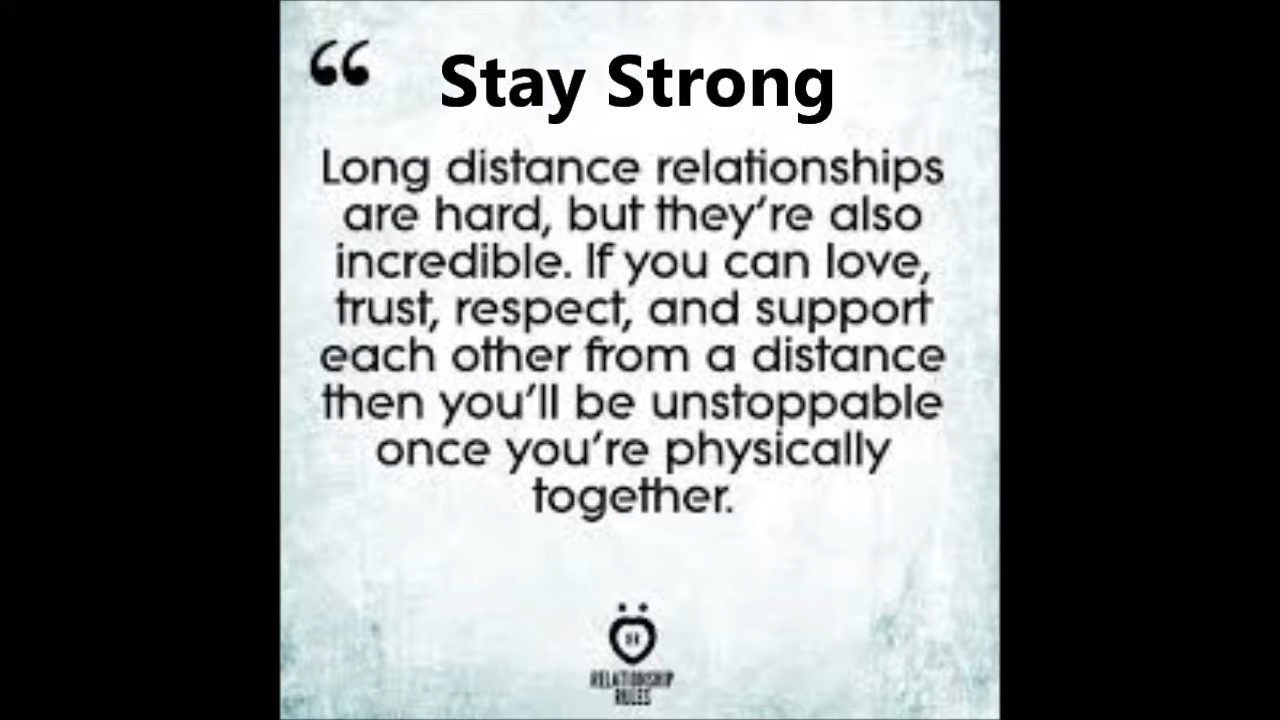 “ Stay Strong
Long distance relationships
are hard, but they’re also
incredible. If you can love,
trust, respect, and support
each other from a distance
then you’ll be unstoppable
once you’re physically
together.
RELATIONSHIP
RULES